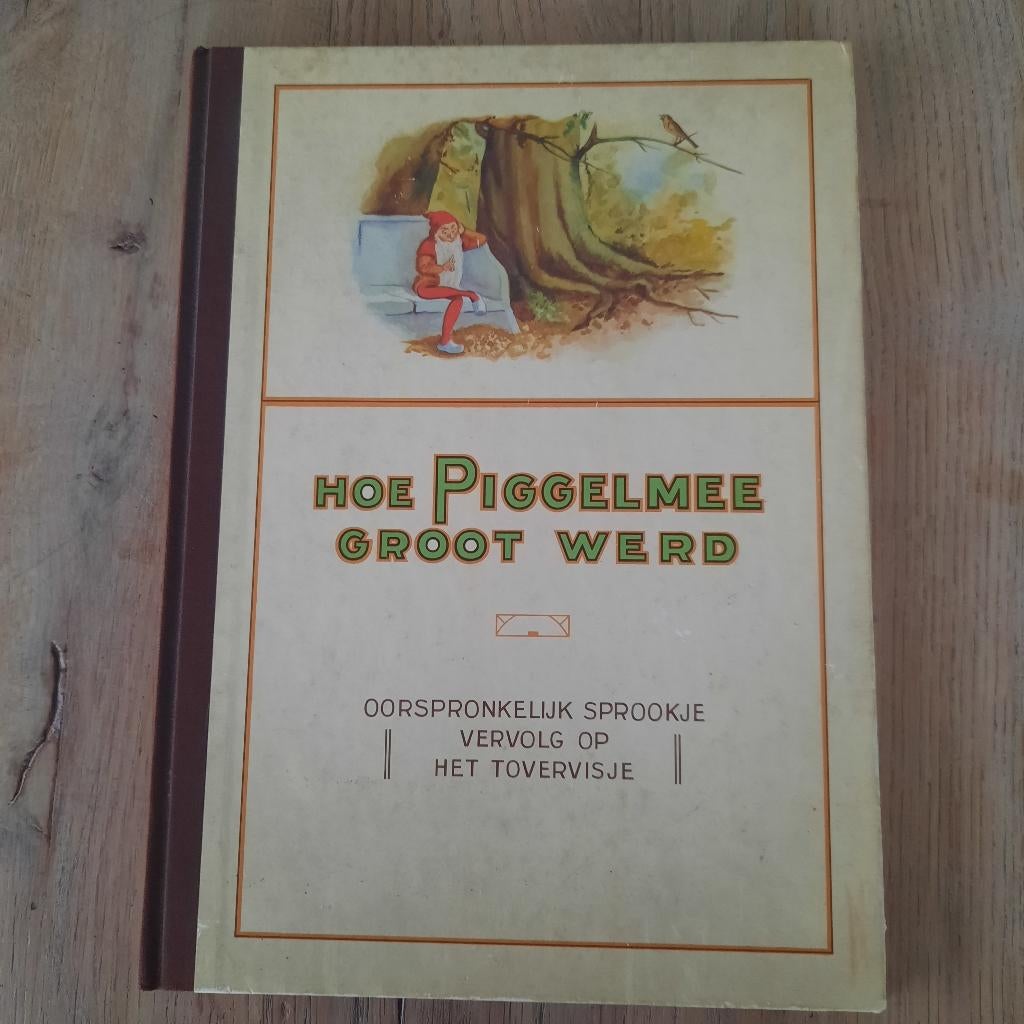 HOE PIGGELMEE
GROOT WERD
OORSPRONKELIJK SPROOKJE
VERVOLG OP
HET TOVERVISJE